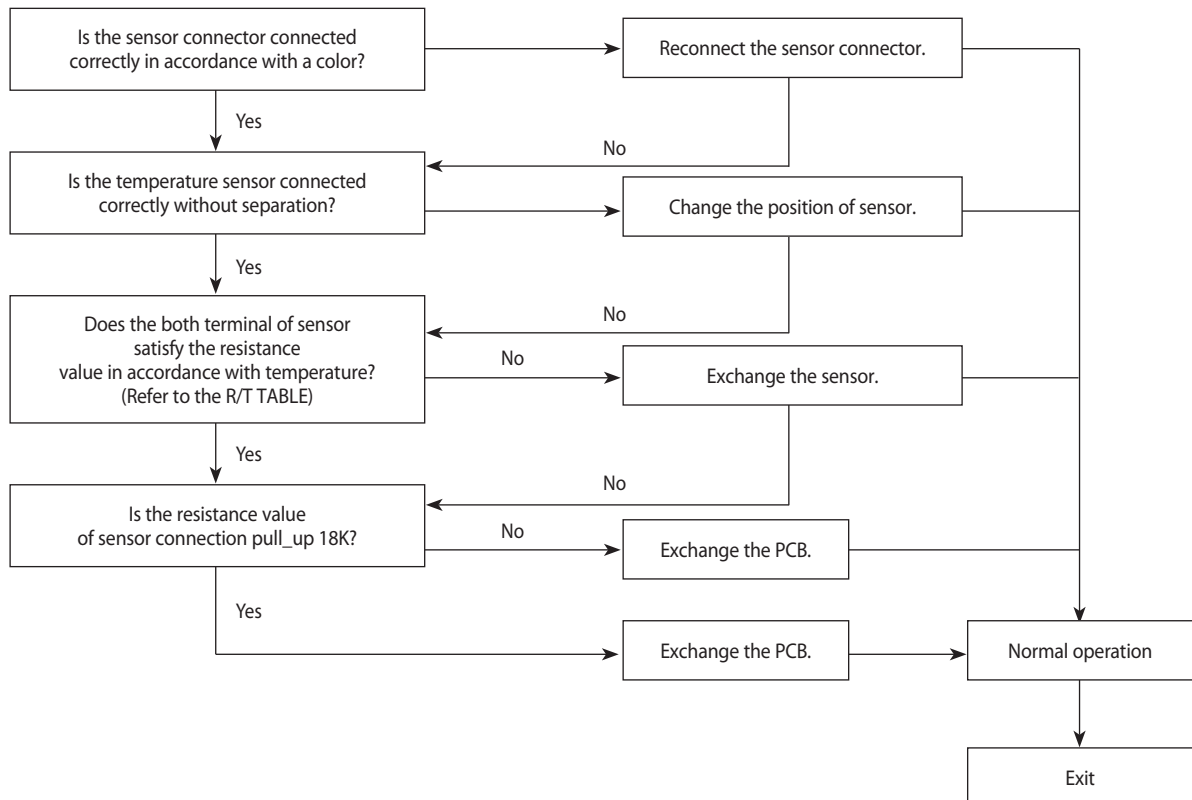 Is the sensor connector connected
correctly in accordance with a color?
Reconnect the sensor connector.
Yes
No
Is the temperature sensor connected
correctly without separation?
Change the position of sensor.
Yes
No
Does the both terminal of sensor
satisfy the resistance
value in accordance with temperature?
(Refer to the R/T TABLE)
No
Exchange the sensor.
Yes
No
Is the resistance value
of sensor connection pull_up 18K?
No
Exchange the PCB.
Yes
Exchange the PCB.
Normal operation
Exit